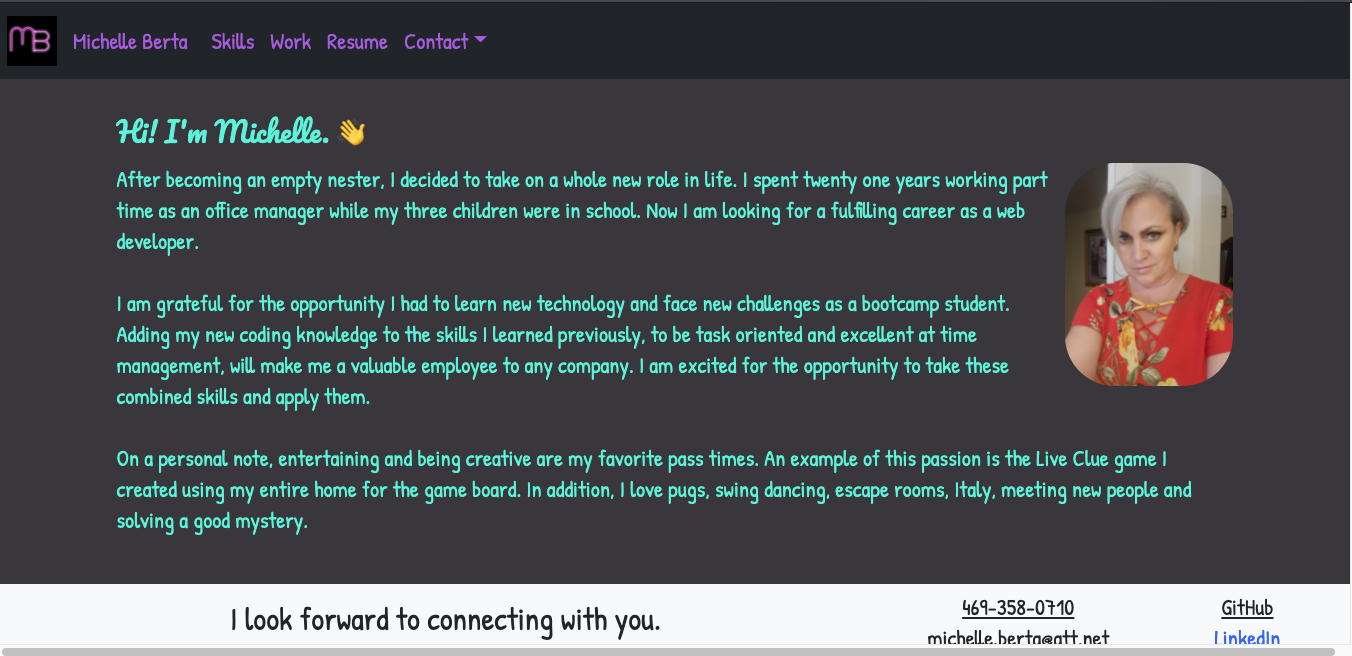 MB Michelle Berta Skills Work Resume Contact
Hi! I'm Michelle. 👋
After becoming an empty nester, I decided to take on a whole new role in life. I spent twenty one years working part
time as an office manager while my three children were in school. Now I am looking for a fulfilling career as a web
developer.
I am grateful for the opportunity I had to learn new technology and face new challenges as a bootcamp student.
Adding my new coding knowledge to the skills I learned previously, to be task oriented and excellent at time
management, will make me a valuable employee to any company. I am excited for the opportunity to take these
combined skills and apply them.
On a personal note, entertaining and being creative are my favorite pass times. An example of this passion is the Live Clue game I
created using my entire home for the game board. In addition, I love pugs, swing dancing, escape rooms, Italy, meeting new people and
solving a good mystery.
I look forward to connecting with you.
469-358-0710
michelle.berta@att.net
GitHub
LinkedIn